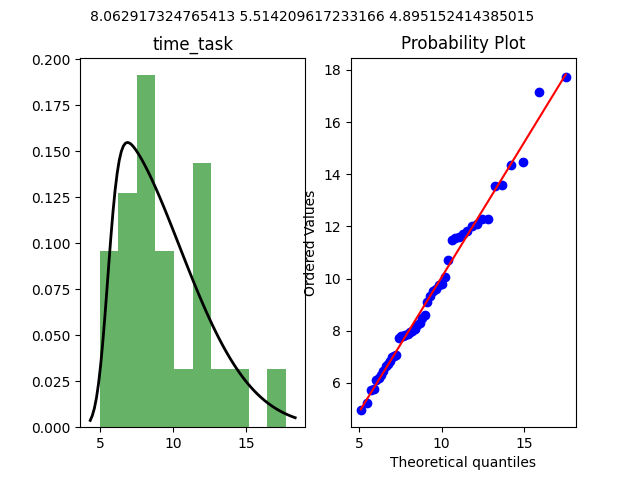 8.062917324765413 5.514209617233166 4.895152414385015
time_task
Probability Plot
0.200
0.175
0.150
0.125
0.100
0.075
0.050
0.025
0.000
5 10 15
Ordered Values
18
16
14
12
10
8
6
5 10 15
Theoretical quantiles